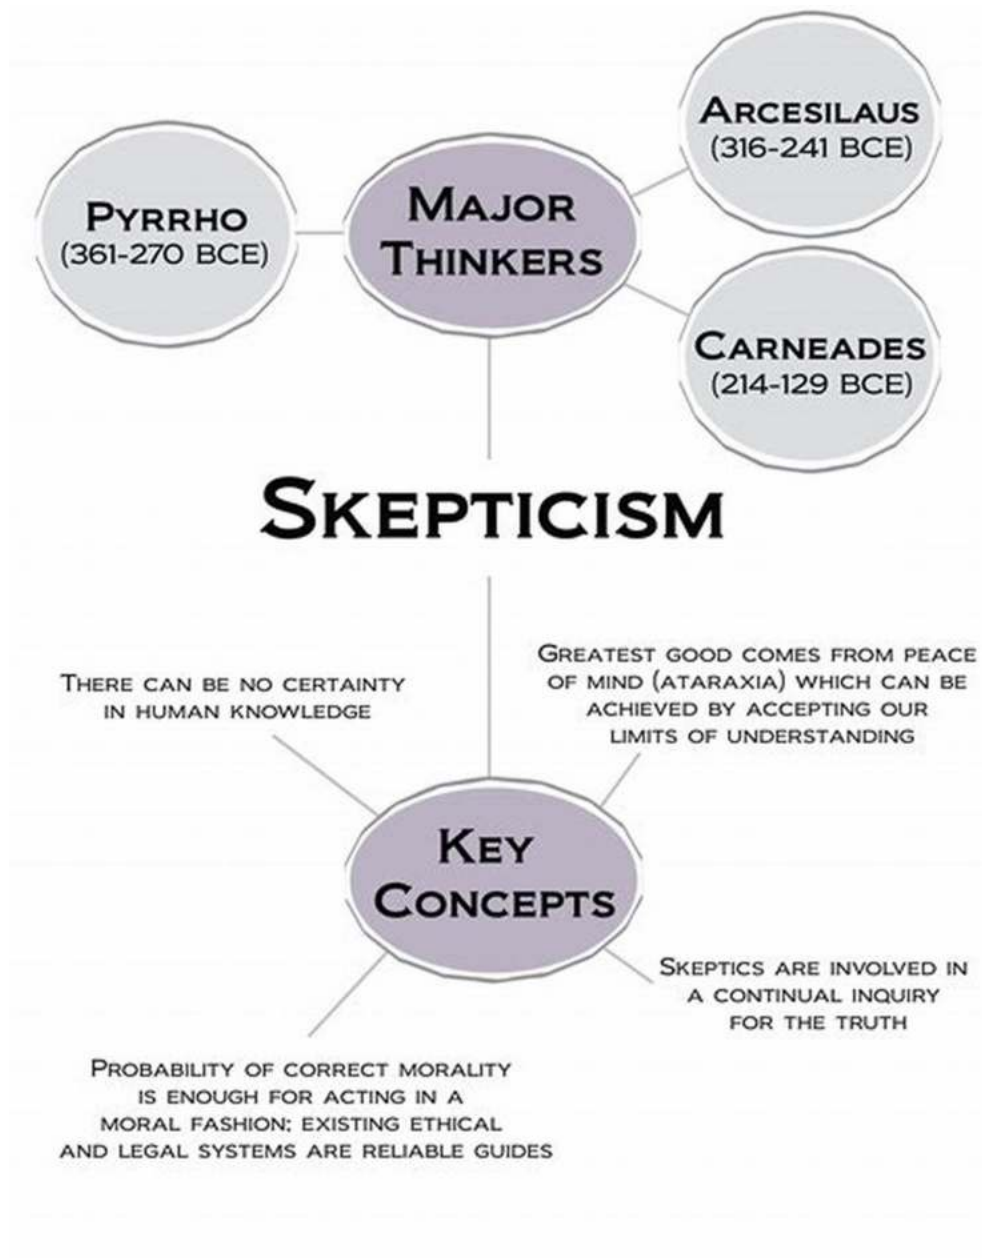 ARCESILAUS
(316-241 BCE)
PYRRHO
(361-270 BCE)
MAJOR
THINKERS
CARNEADES
(214-129 BCE)
SKEPTICISM
THERE CAN BE NO CERTAINTY
IN HUMAN KNOWLEDGE
GREATEST GOOD COMES FROM PEACE
OF MIND (ATARAXIA) WHICH CAN BE
ACHIEVED BY ACCEPTING OUR
LIMITS OF UNDERSTANDING
KEY
CONCEPTS
SKEPTICS ARE INVOLVED IN
A CONTINUAL INQUIRY
FOR THE TRUTH
PROBABILITY OF CORRECT MORALITY
IS ENOUGH FOR ACTING IN A
MORAL FASHION; EXISTING ETHICAL
AND LEGAL SYSTEMS ARE RELIABLE GUIDES